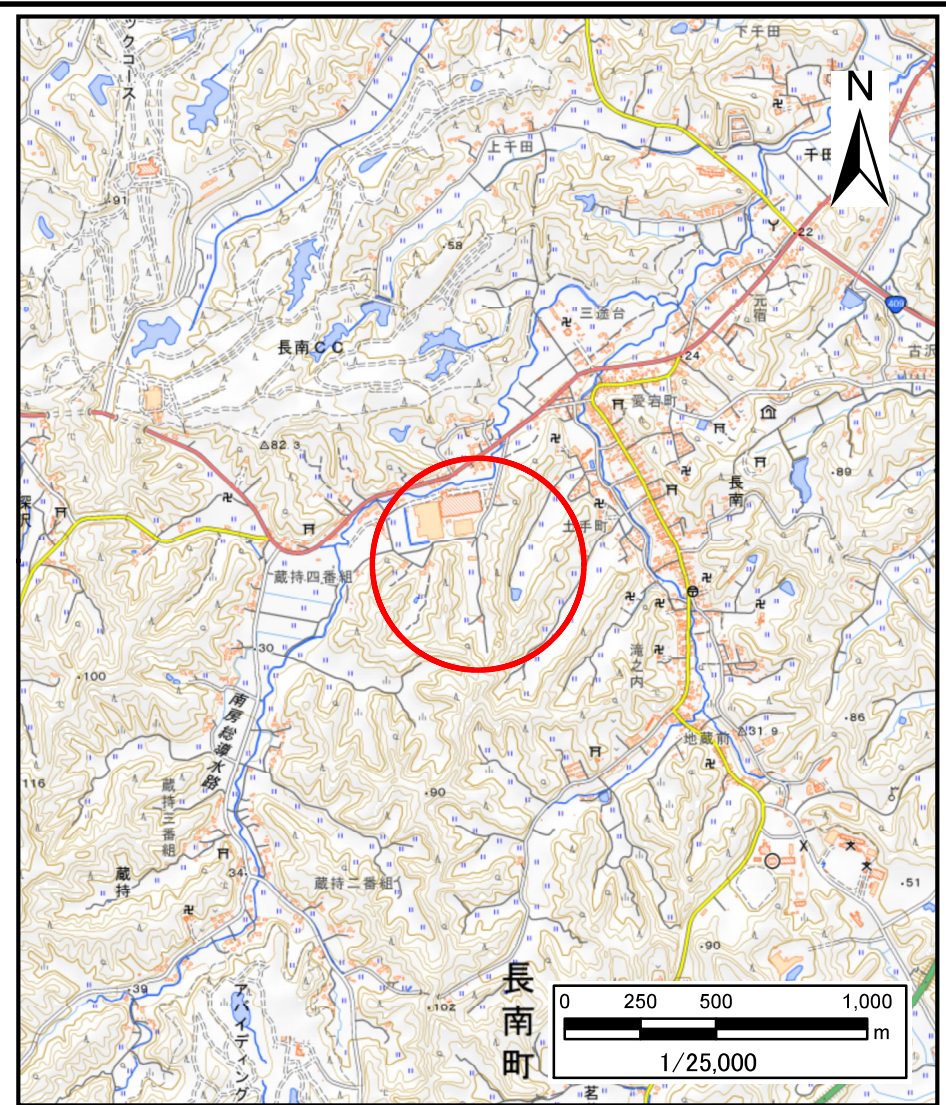 下千田
ックコース
N
上千田
千田
91
58
22
元宿
409
三途台
長南CC
24
古沢
愛宕町
82.3
89
長南
深沢
土手町
蔵持四番組
30
滝之内
100
南房総導水路
86
地蔵前
31.9
116
90
蔵持三番組
蔵持
34
蔵持二番組
51
90
長南町
39
アバイディング
102
0 250 500 1,000
m
1/25,000
茗